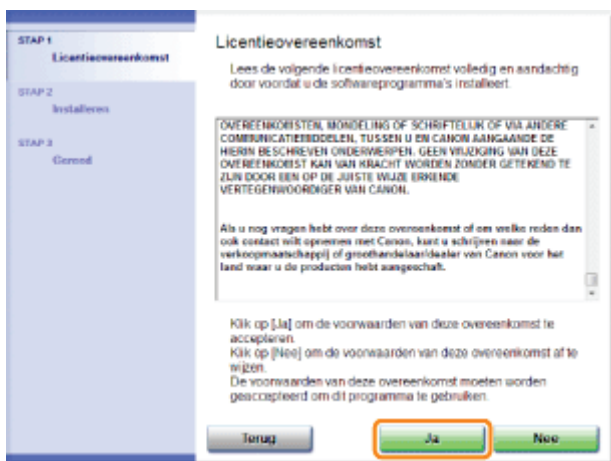 STAP 1
Licentieovereenkomst
STAP 2
Installeren
STAP 3
Gereed
Licentieovereenkomst
Lees de volgende licentieovereenkomst volledig en aandachtig
door voordat u de softwareprogramma's installeert.
OVEREENKOMSTEN, MONDELING OF SCHRIFTELIJK OF VIA ANDERE
COMMUNICATIEMIDDELEN, TUSSEN U EN CANON AANGAANDE DE
HIERIN BESCHREVEN ONDERWERPEN. GEEN WIJZIGING VAN DEZE
OVEREENKOMST KAN VAN KRACHT WORDEN ZONDER GETEKEND TE
ZIJN DOOR EEN OP DE JUISTE WIJZE ERKENDE
VERTEGENWOORDIGER VAN CANON.
Als u nog vragen hebt over deze overeenkomst of om welke reden dan
ook contact wilt opnemen met Canon, kunt u schrijven naar de
verkoopmaatschappij of groothandelaar/dealer van Canon voor het
land waar u de producten hebt aangeschaft.
Klik op [Ja] om de voorwaarden van deze overeenkomst te
accepteren.
Klik op [Nee] om de voorwaarden van deze overeenkomst af te
wijzen.
De voorwaarden van deze overeenkomst moeten worden
geaccepteerd om dit programma te gebruiken.
Terug
Ja
Nee